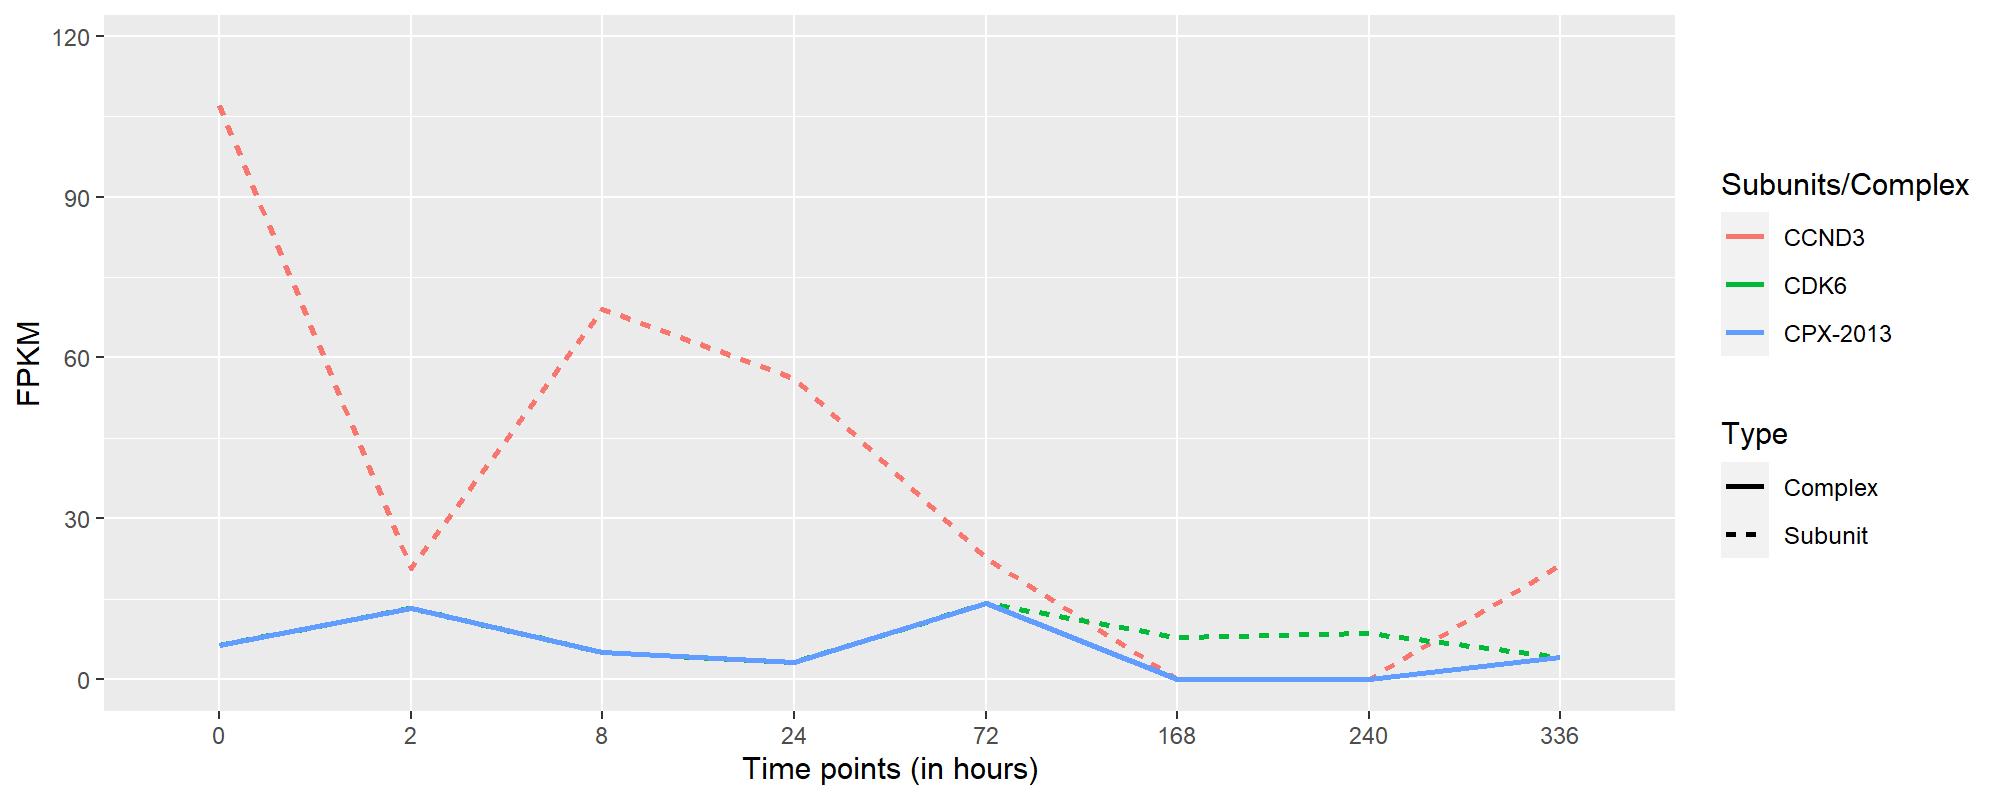 120
90
60
30
0
FPKM
0 2 8 24 72 168 240 336
Time points (in hours)
Subunits/Complex
CCND3
CDK6
CPX-2013
Type
Complex
Subunit